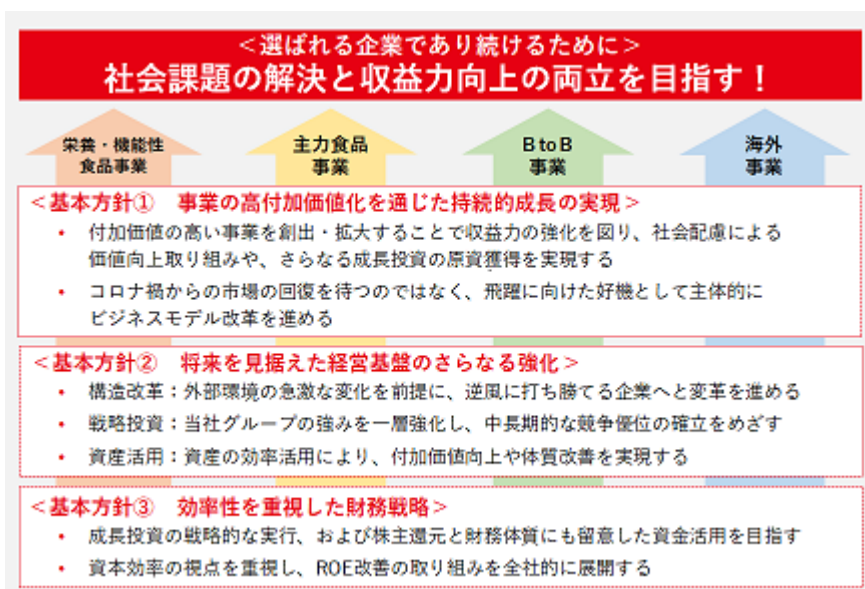 ＜選ばれる企業であり続けるために＞
社会課題の解決と収益力向上の両立を目指す！
栄養・機能性
食品事業
主力食品
事業
BtoB
事業
海外
事業
＜基本方針①　事業の高付加価値化を通じた持続的成長の実現＞
• 付加価値の高い事業を創出・拡大することで収益力の強化を図り、社会配慮による
価値向上取り組みや、さらなる成長投資の原資獲得を実現する
• コロナ禍からの市場の回復を待つのではなく、飛躍に向けた好機として主体的に
ビジネスモデル改革を進める
＜基本方針②　将来を見据えた経営基盤のさらなる強化＞
• 構造改革：外部環境の急激な変化を前提に、逆風に打ち勝てる企業へと変革を進める
• 戦略投資：当社グループの強みを一層強化し、中長期的な競争優位の確立をめざす
• 資産活用：資産の効率活用により、付加価値向上や体質改善を実現する
＜基本方針③　効率性を重視した財務戦略＞
• 成長投資の戦略的な実行、および株主還元と財務体質にも留意した資金活用を目指す
• 資本効率の視点を重視し、ROE改善の取り組みを全社的に展開する